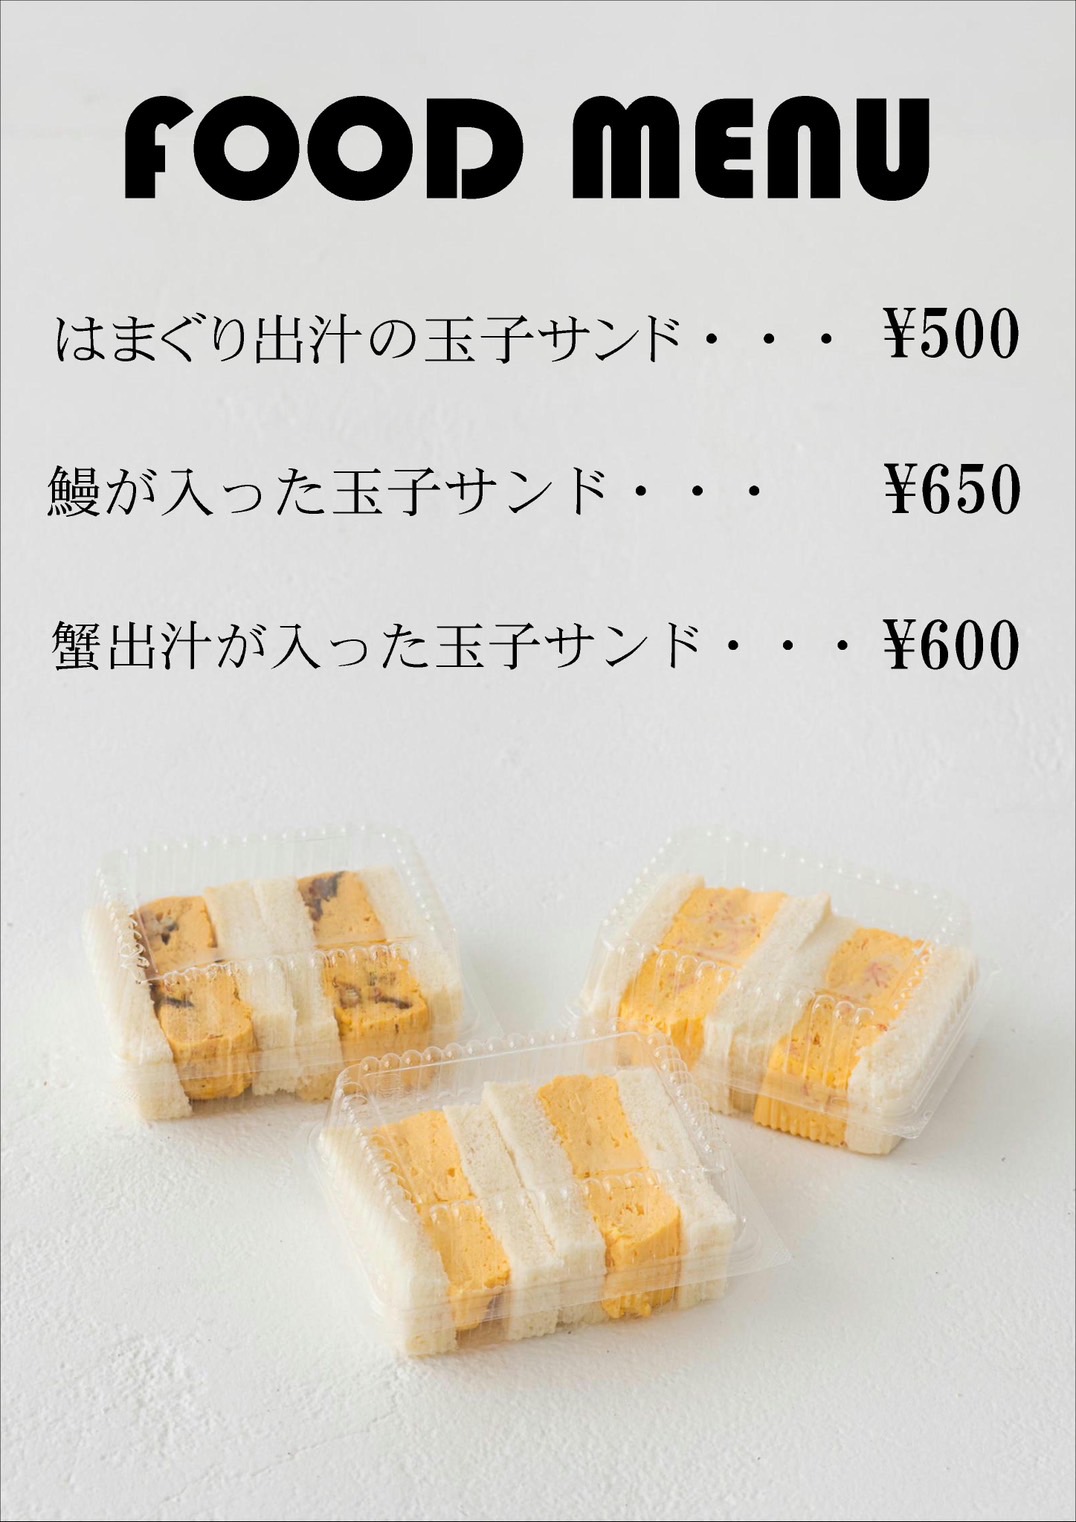 FOOD MENU
はまぐり出汁の玉子サンド・・・ ¥500
鰻が入った玉子サンド・・・ ¥650
蟹出汁が入った玉子サンド・・・ ¥600